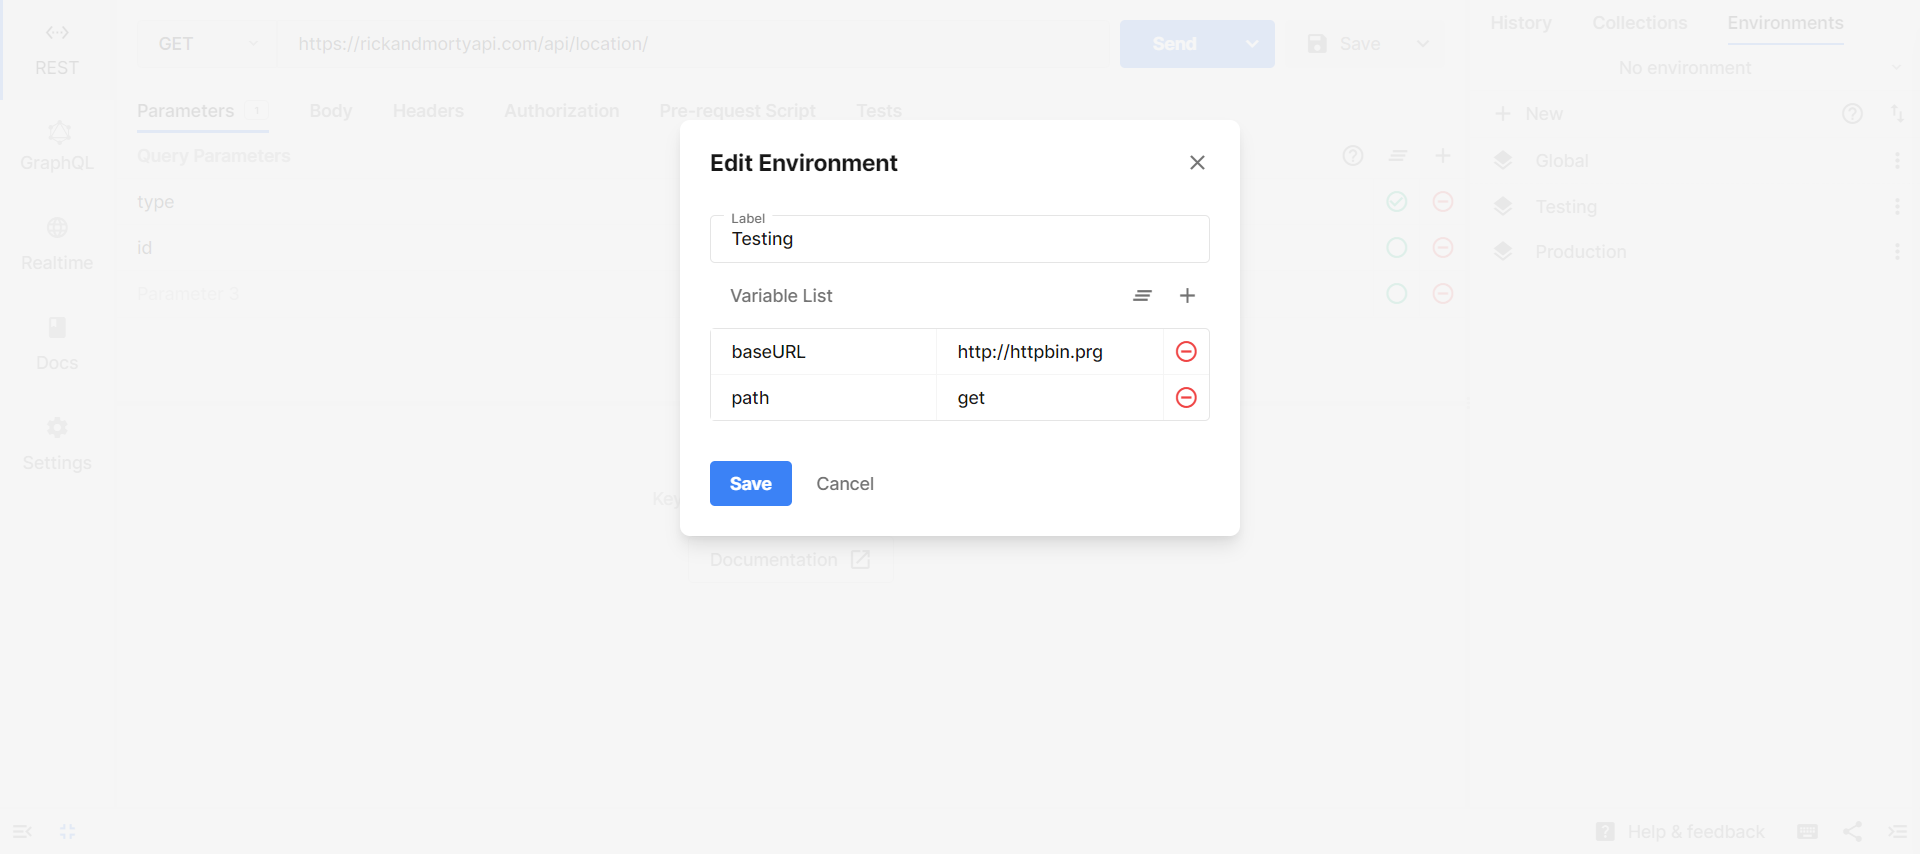 REST
GraphQL
Realtime
Docs
Settings
GET
https://rickandmortyapi.com/api/location/
Send
Save
Parameters 1
Body
Headers
Authorization
Pre-request Script
Tests
Query Parameters
type
id
Parameter 3
Edit Environment
Label
Testing
Variable List
baseURL http://httpbin.prg
path get
Save Cancel
Key
Documentation
History Collections Environments
No environment
New
Global
Testing
Production
Help & feedback